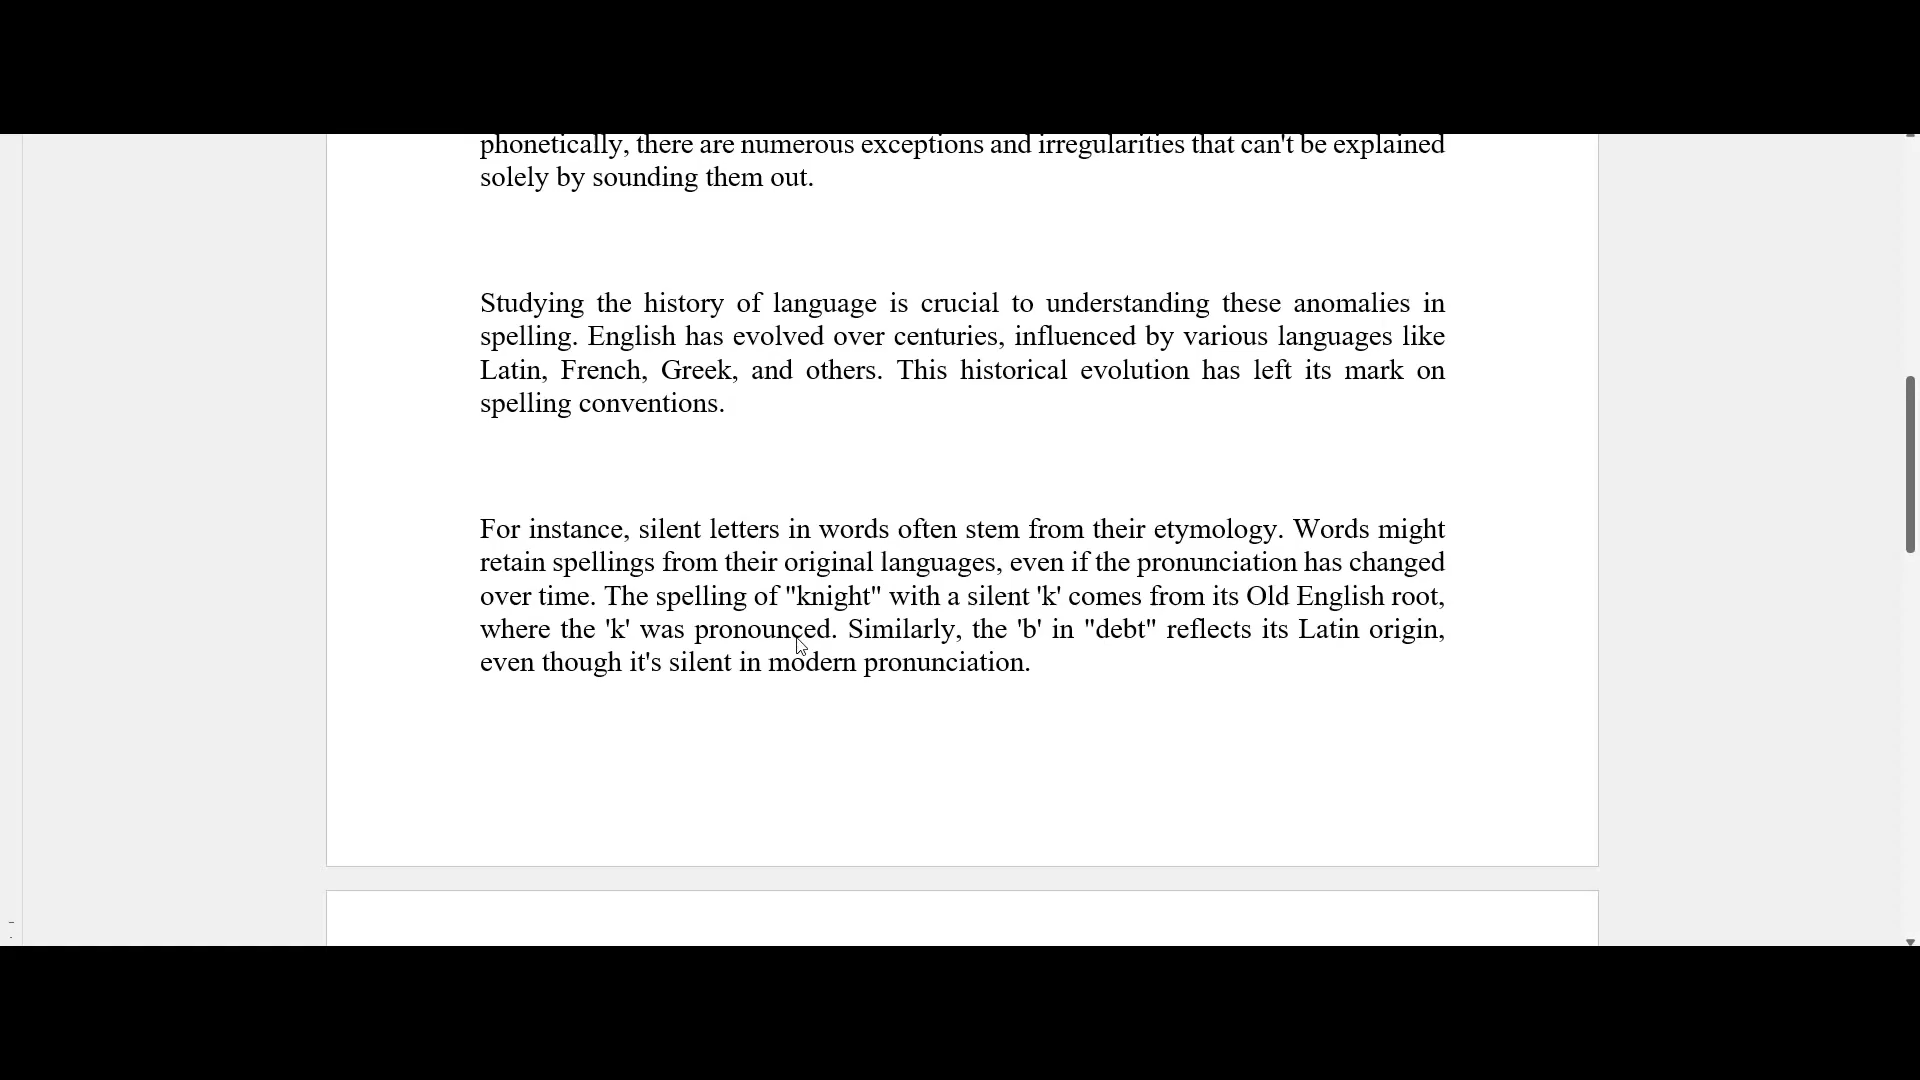 phonetically, there are numerous exceptions and irregularities that can't be explained
solely by sounding them out.
Studying the history of language is crucial to understanding these anomalies in
spelling. English has evolved over centuries, influenced by various languages like
Latin, French, Greek, and others. This historical evolution has left its mark on
spelling conventions.
For instance, silent letters in words often stem from their etymology. Words might
retain spellings from their original languages, even if the pronunciation has changed
over time. The spelling of "knight" with a silent 'k' comes from its Old English root,
where the 'k' was pronounced. Similarly, the 'b' in "debt" reflects its Latin origin,
even though it's silent in modern pronunciation.